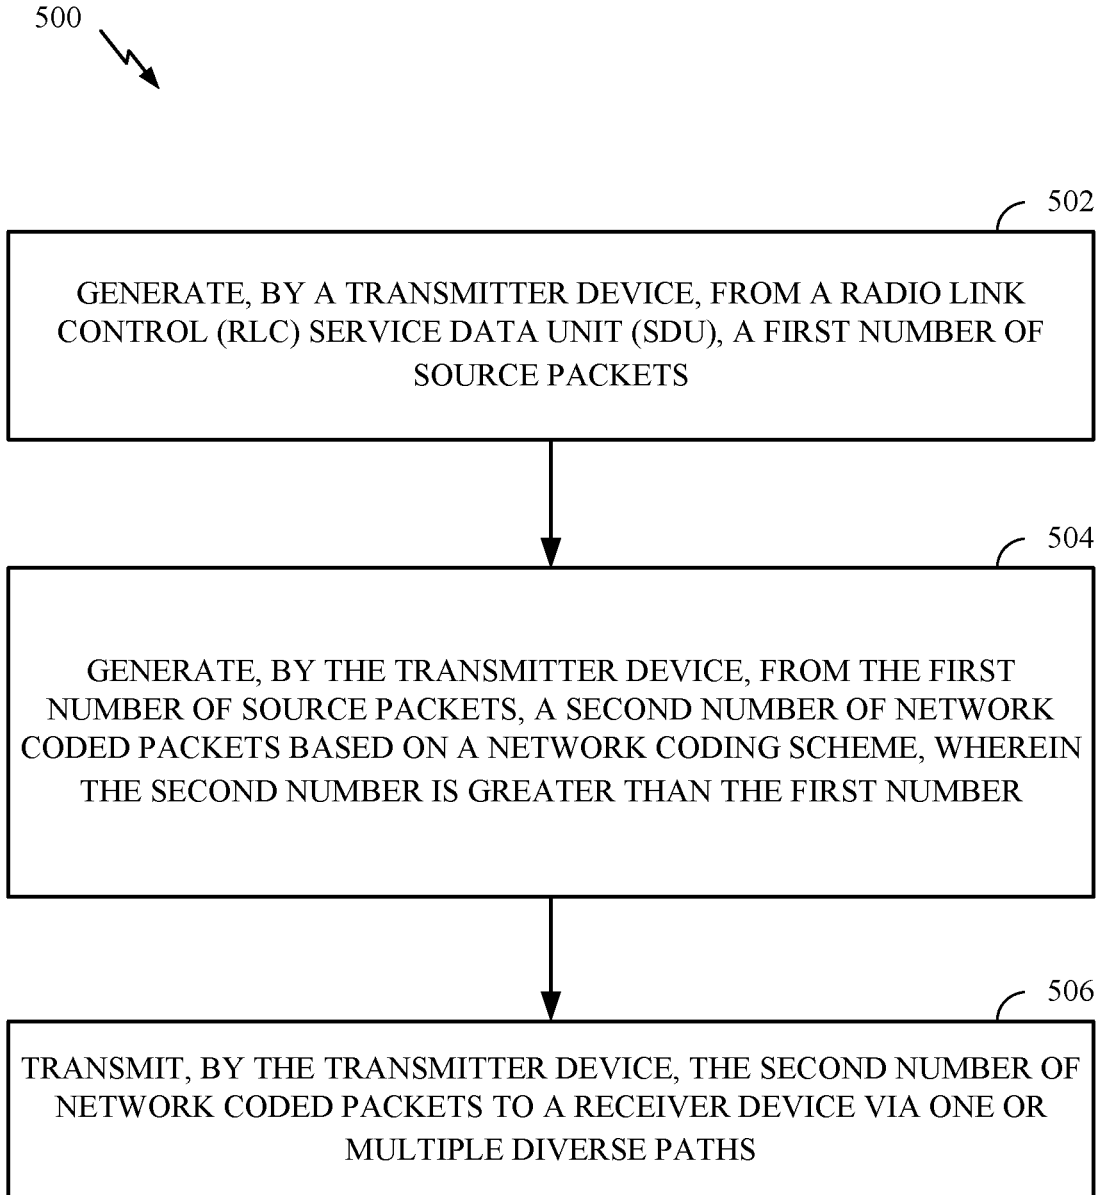 500
502
GENERATE, BY A TRANSMITTER DEVICE, FROM A RADIO LINK
CONTROL (RLC) SERVICE DATA UNIT (SDU), A FIRST NUMBER OF
SOURCE PACKETS
504
GENERATE, BY THE TRANSMITTER DEVICE, FROM THE FIRST
NUMBER OF SOURCE PACKETS, A SECOND NUMBER OF NETWORK
CODED PACKETS BASED ON A NETWORK CODING SCHEME, WHEREIN
THE SECOND NUMBER IS GREATER THAN THE FIRST NUMBER
506
TRANSMIT, BY THE TRANSMITTER DEVICE, THE SECOND NUMBER OF
NETWORK CODED PACKETS TO A RECEIVER DEVICE VIA ONE OR
MULTIPLE DIVERSE PATHS